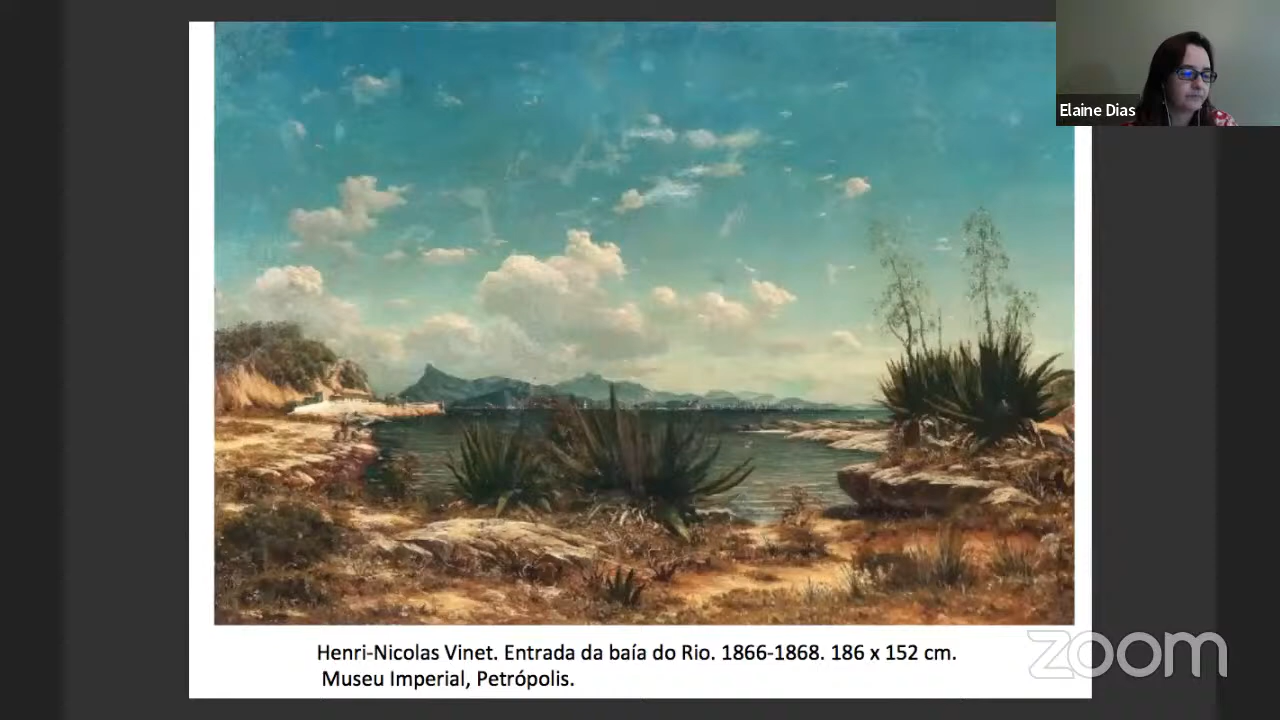 Elaine Dias
Henri-Nicolas Vinet. Entrada da baía do Rio. 1866-1868. 186 x 152 cm.
Museu Imperial, Petrópolis.
zoom